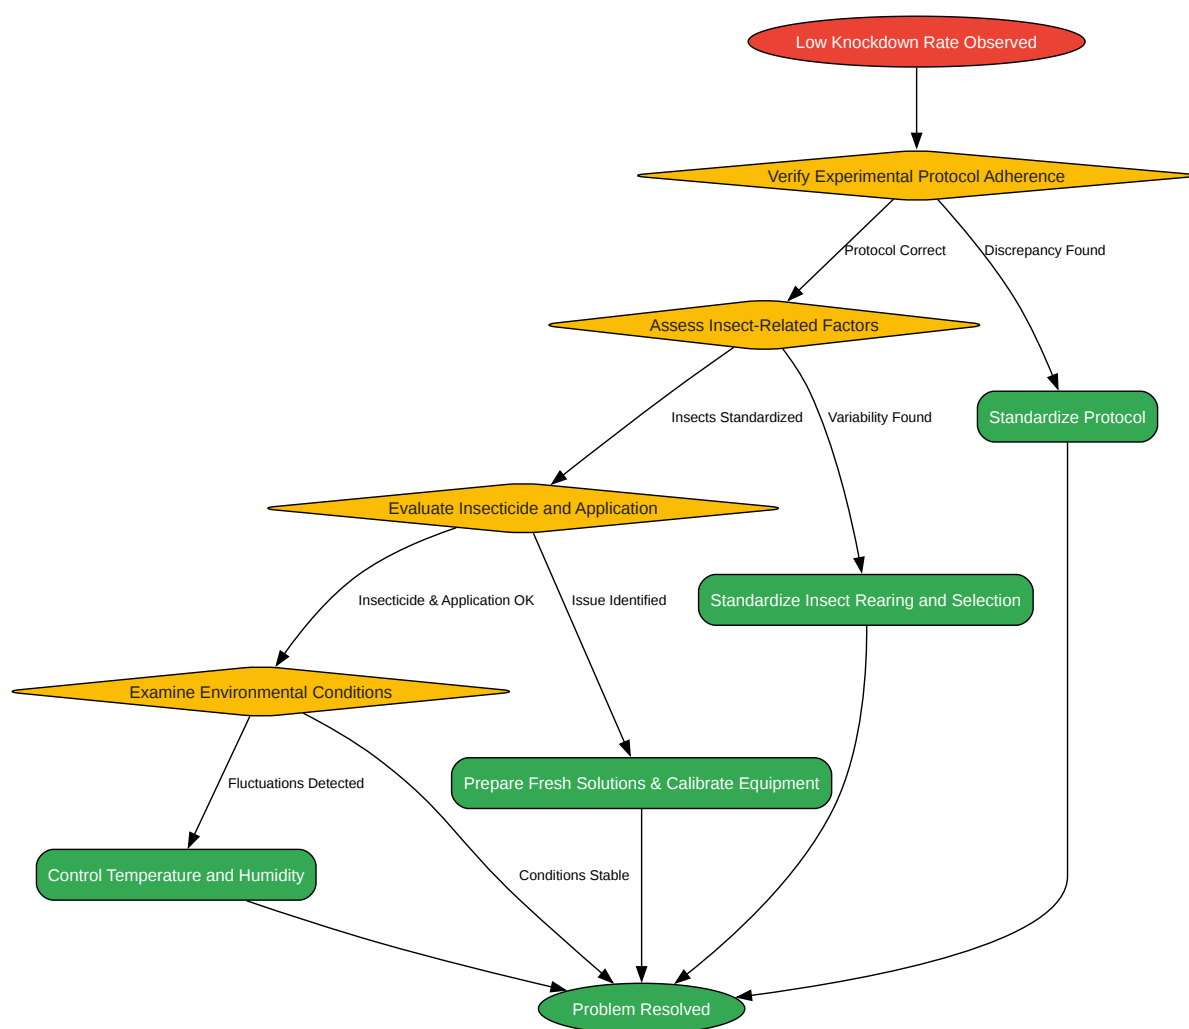 Low Knockdown Rate Observed
Verify Experimental Protocol Adherence
Protocol Correct
Discrepancy Found
Assess Insect-Related Factors
Insects Standardized
Variability Found
Standardize Protocol
Evaluate Insecticide and Application
Insecticide & Application OK
Issue Identified
Standardize Insect Rearing and Selection
Examine Environmental Conditions
Fluctuations Detected
Prepare Fresh Solutions & Calibrate Equipment
Control Temperature and Humidity
Conditions Stable
Problem Resolved